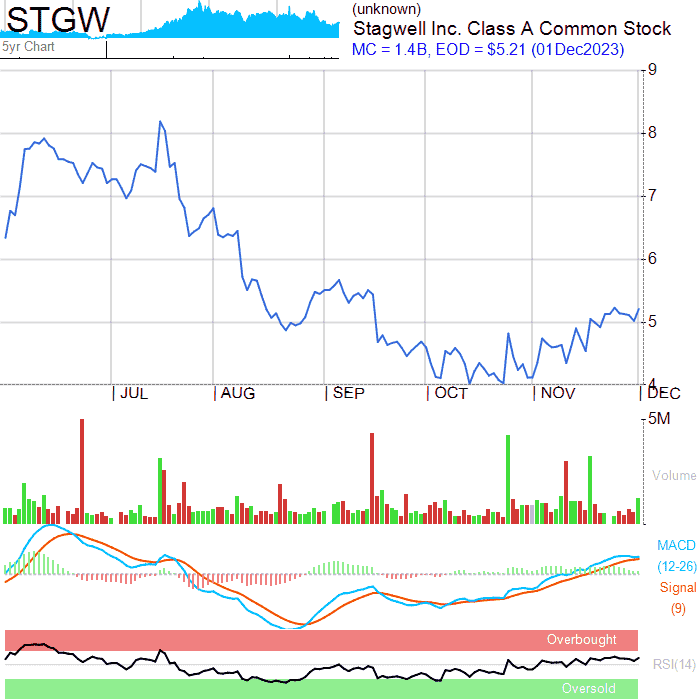 STGW
5yr Chart
(unknown)
Stagwell Inc. Class A Common Stock
MC = 1.4B, EOD = $5.21 (01Dec2023)
9
8
7
6
5
4
JUL AUG SEP OCT NOV DEC
5M
Volume
MACD
(12-26)
Signal
(9)
Overbought
RSI(14)
Oversold